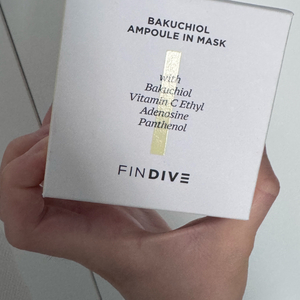 BAKUCHIOL
AMPOULE IN MASK
with
Bakuchiol
Vitamin C Ethyl
Adenosine
Panthenol
FINDIVE